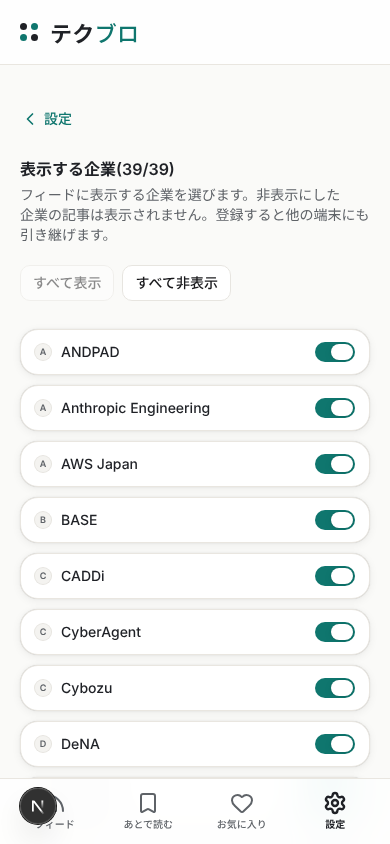 テクブロ
設定
表示する企業(39/39)
フィードに表示する企業を選びます。非表示にした
企業の記事は表示されません。登録すると他の端末にも
引き継げます。
すべて表示
すべて非表示
A ANDPAD
A Anthropic Engineering
A AWS Japan
B BASE
C CADDi
C CyberAgent
C Cybozu
D DeNA
N
フィード
あとで読む
お気に入り
設定